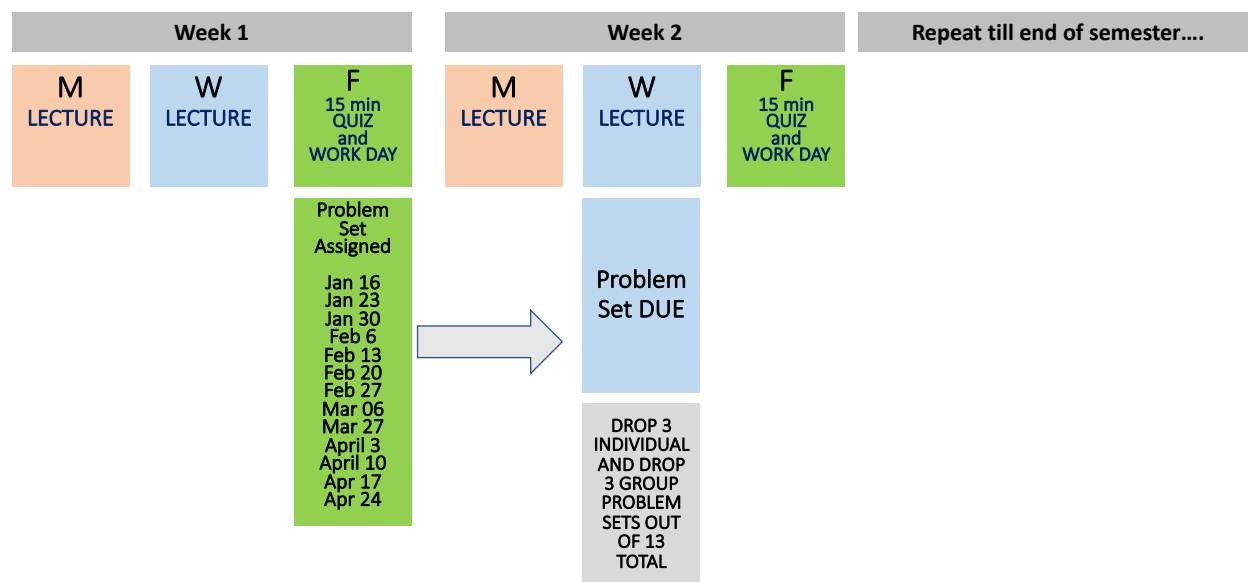 Week 1
Week 2
Repeat till end of semester....
M
LECTURE
W
LECTURE
F
15 min
QUIZ
and
WORK DAY
M
LECTURE
W
LECTURE
F
15 min
QUIZ
and
WORK DAY
Problem
Set
Assigned
Jan 16
Jan 23
Jan 30
Feb 6
Feb 13
Feb 20
Feb 27
Mar 06
Mar 27
April 3
April 10
Apr 17
Apr 24
Problem
Set DUE
DROP 3
INDIVIDUAL
AND DROP
3 GROUP
PROBLEM
SETS OUT
OF 13
TOTAL